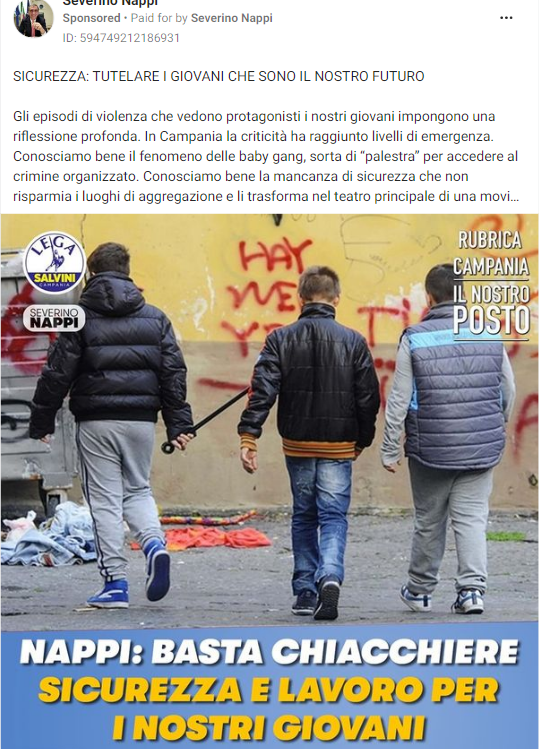 Severino Nappi
Sponsored • Paid for by Severino Nappi
ID: 594749212186931
SICUREZZA: TUTELARE I GIOVANI CHE SONO IL NOSTRO FUTURO
Gli episodi di violenza che vedono protagonisti i nostri giovani impongono una
riflessione profonda. In Campania la criticità ha raggiunto livelli di emergenza.
Conosciamo bene il fenomeno delle baby gang, sorta di “palestra” per accedere al
crimine organizzato. Conosciamo bene la mancanza di sicurezza che non
risparmia i luoghi di aggregazione e li trasforma nel teatro principale di una movi...
LEGA
SALVINI
CAMPANIA
SEVERINO
NAPPI
RUBRICA
CAMPANIA
IL NOSTRO
POSTO
HAY
NAPPI: BASTA CHIACCHIERE
SICUREZZA E LAVORO PER
I NOSTRI GIOVANI